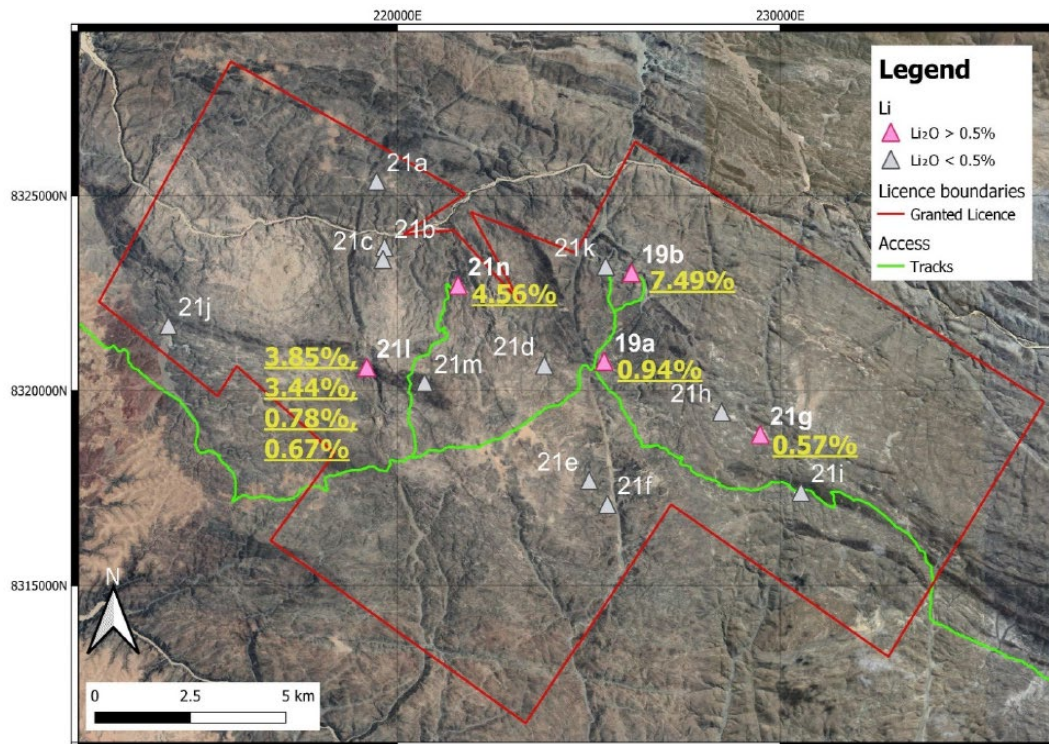 220000E
230000E
Legend
Li
Li₂O > 0.5%
Li₂O < 0.5%
Licence boundaries
Granted Licence
Access
Tracks
8325000N
21a
21b
21c
21k
19b
7.49%
21n
4.56%
21j
21l
3.85%,
3.44%,
0.78%,
0.67%
21m
21d
19a
0.94%
8320000N
21h
21g
0.57%
21e
21f
21i
8315000N
N
0 2.5 5 km